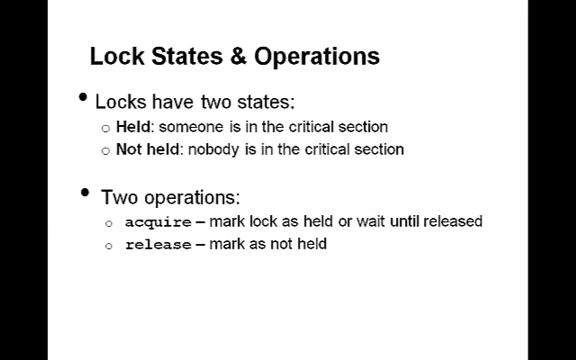 Lock States & Operations
• Locks have two states:
○ Held: someone is in the critical section
○ Not held: nobody is in the critical section
• Two operations:
○ acquire – mark lock as held or wait until released
○ release – mark as not held